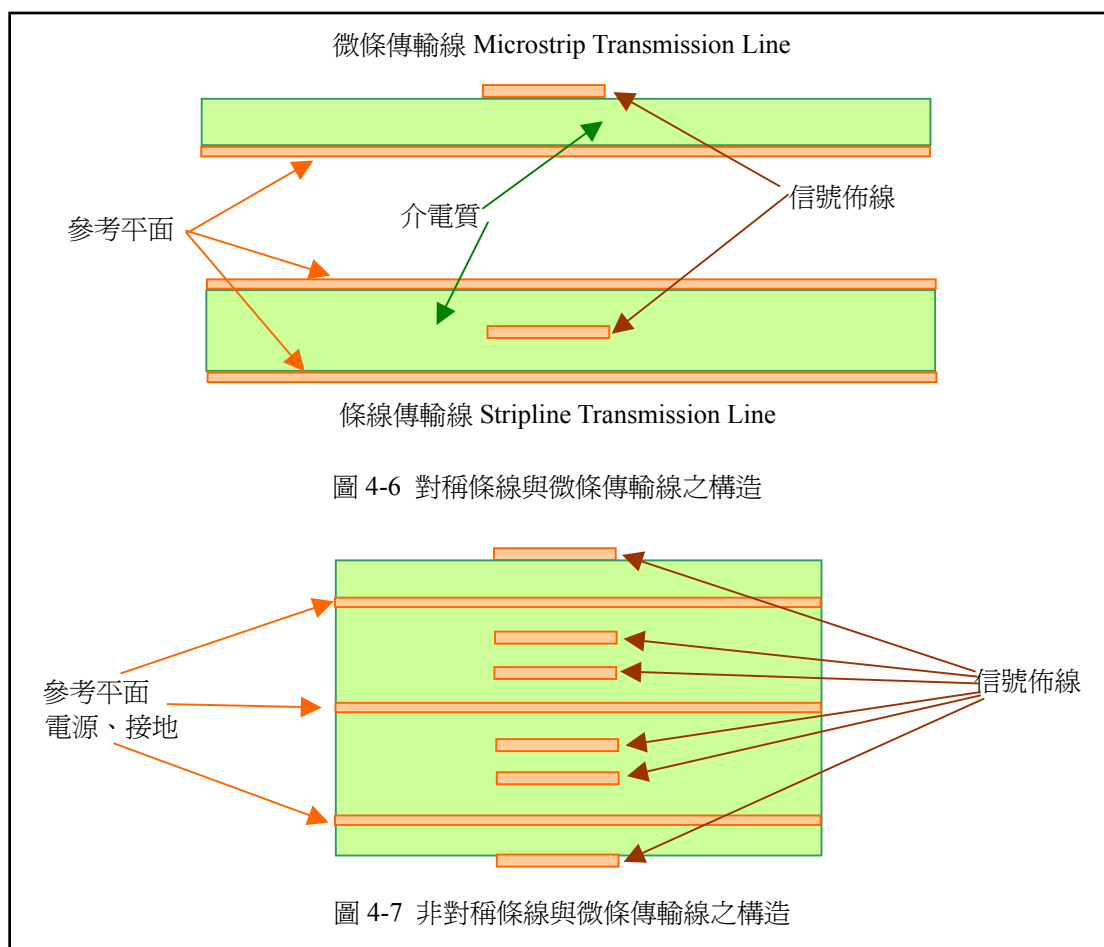 微條傳輸線 Microstrip Transmission Line
信號佈線
介電質
參考平面
條線傳輸線 Stripline Transmission Line
圖 4-6 對稱條線與微條傳輸線之構造
參考平面
電源、接地
信號佈線
圖 4-7 非對稱條線與微條傳輸線之構造